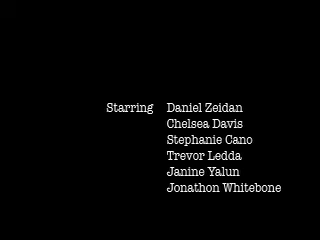 Starring Daniel Zeidan
Chelsea Davis
Stephanie Cano
Trevor Ledda
Janine Yalun
Jonathon Whitebone